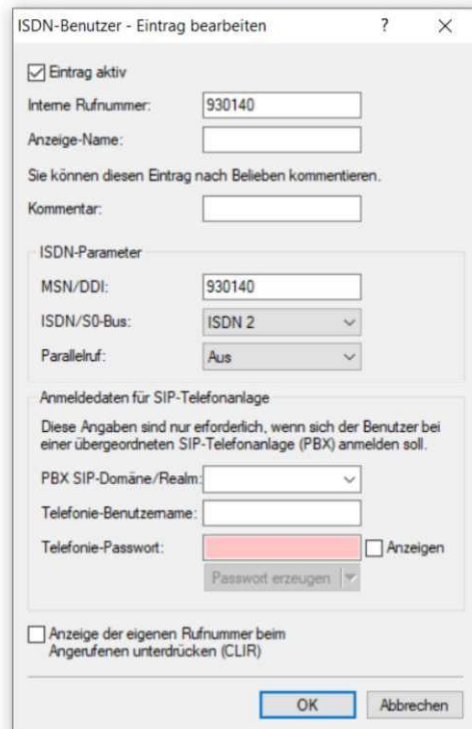 ISDN-Benutzer - Eintrag bearbeiten ? ×
Eintrag aktiv
Interne Rufnummer: 930140
Anzeige-Name:
Sie können diesen Eintrag nach Belieben kommentieren.
Kommentar:
ISDN-Parameter
MSN/DDI: 930140
ISDN/S0-Bus: ISDN 2
Parallelruf: Aus
Anmeldedaten für SIP-Telefonanlage
Diese Angaben sind nur erforderlich, wenn sich der Benutzer bei
einer übergeordneten SIP-Telefonanlage (PBX) anmelden soll.
PBX SIP-Domäne/Realm:
Telefonie-Benutzername:
Telefonie-Passwort: Anzeigen
Passwort erzeugen
Anzeige der eigenen Rufnummer beim
Angerufenen unterdrücken (CLIR)
OK Abbrechen